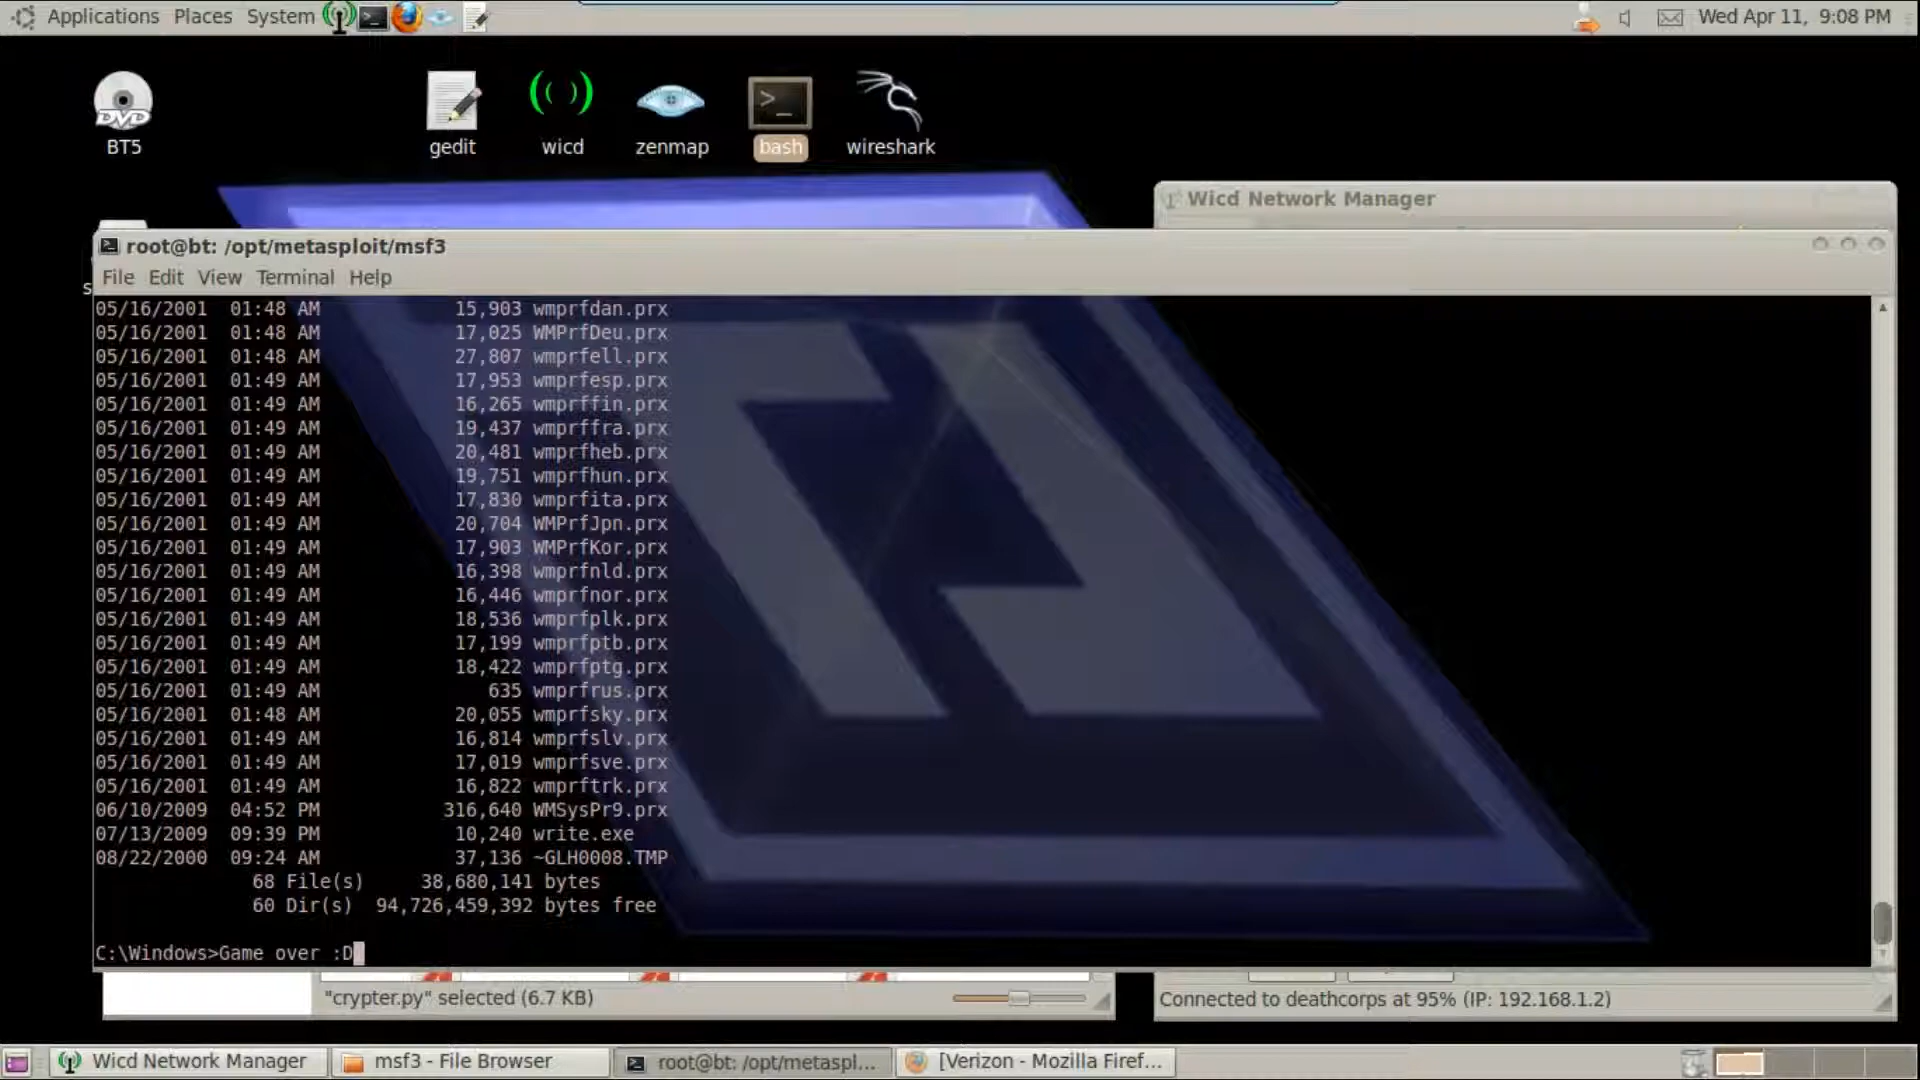 Applications Places System
Wed Apr 11, 9:08 PM
DVD
BT5
gedit
wicd
zenmap
bash
wireshark
Wicd Network Manager
root@bt: /opt/metasploit/msf3
File Edit View Terminal Help
s
05/16/2001 01:48 AM 15,903 wmprfdan.prx
05/16/2001 01:48 AM 17,025 WMPrfDeu.prx
05/16/2001 01:48 AM 27,807 wmprfell.prx
05/16/2001 01:49 AM 17,953 wmprfesp.prx
05/16/2001 01:49 AM 16,265 wmprffin.prx
05/16/2001 01:49 AM 19,437 wmprffra.prx
05/16/2001 01:49 AM 20,481 wmprfheb.prx
05/16/2001 01:49 AM 19,751 wmprfhun.prx
05/16/2001 01:49 AM 17,830 wmprfita.prx
05/16/2001 01:49 AM 20,704 WMPrfJpn.prx
05/16/2001 01:49 AM 17,903 WMPrfKor.prx
05/16/2001 01:49 AM 16,398 wmprfnld.prx
05/16/2001 01:49 AM 16,446 wmprfnor.prx
05/16/2001 01:49 AM 18,536 wmprfplk.prx
05/16/2001 01:49 AM 17,199 wmprfptb.prx
05/16/2001 01:49 AM 18,422 wmprfptg.prx
05/16/2001 01:49 AM 635 wmprfrus.prx
05/16/2001 01:48 AM 20,055 wmprfsky.prx
05/16/2001 01:49 AM 16,814 wmprfslv.prx
05/16/2001 01:49 AM 17,019 wmprfsve.prx
05/16/2001 01:49 AM 16,822 wmprftrk.prx
06/10/2009 04:52 PM 316,640 WMSysPr9.prx
07/13/2009 09:39 PM 10,240 write.exe
08/22/2000 09:24 AM 37,136 ~GLH0008.TMP
68 File(s) 38,680,141 bytes
60 Dir(s) 94,726,459,392 bytes free
C:\Windows>Game over :D
"crypter.py" selected (6.7 KB)
Connected to deathcorps at 95% (IP: 192.168.1.2)
Wicd Network Manager
msf3 - File Browser
root@bt: /opt/metaspl...
[Verizon - Mozilla Firef...